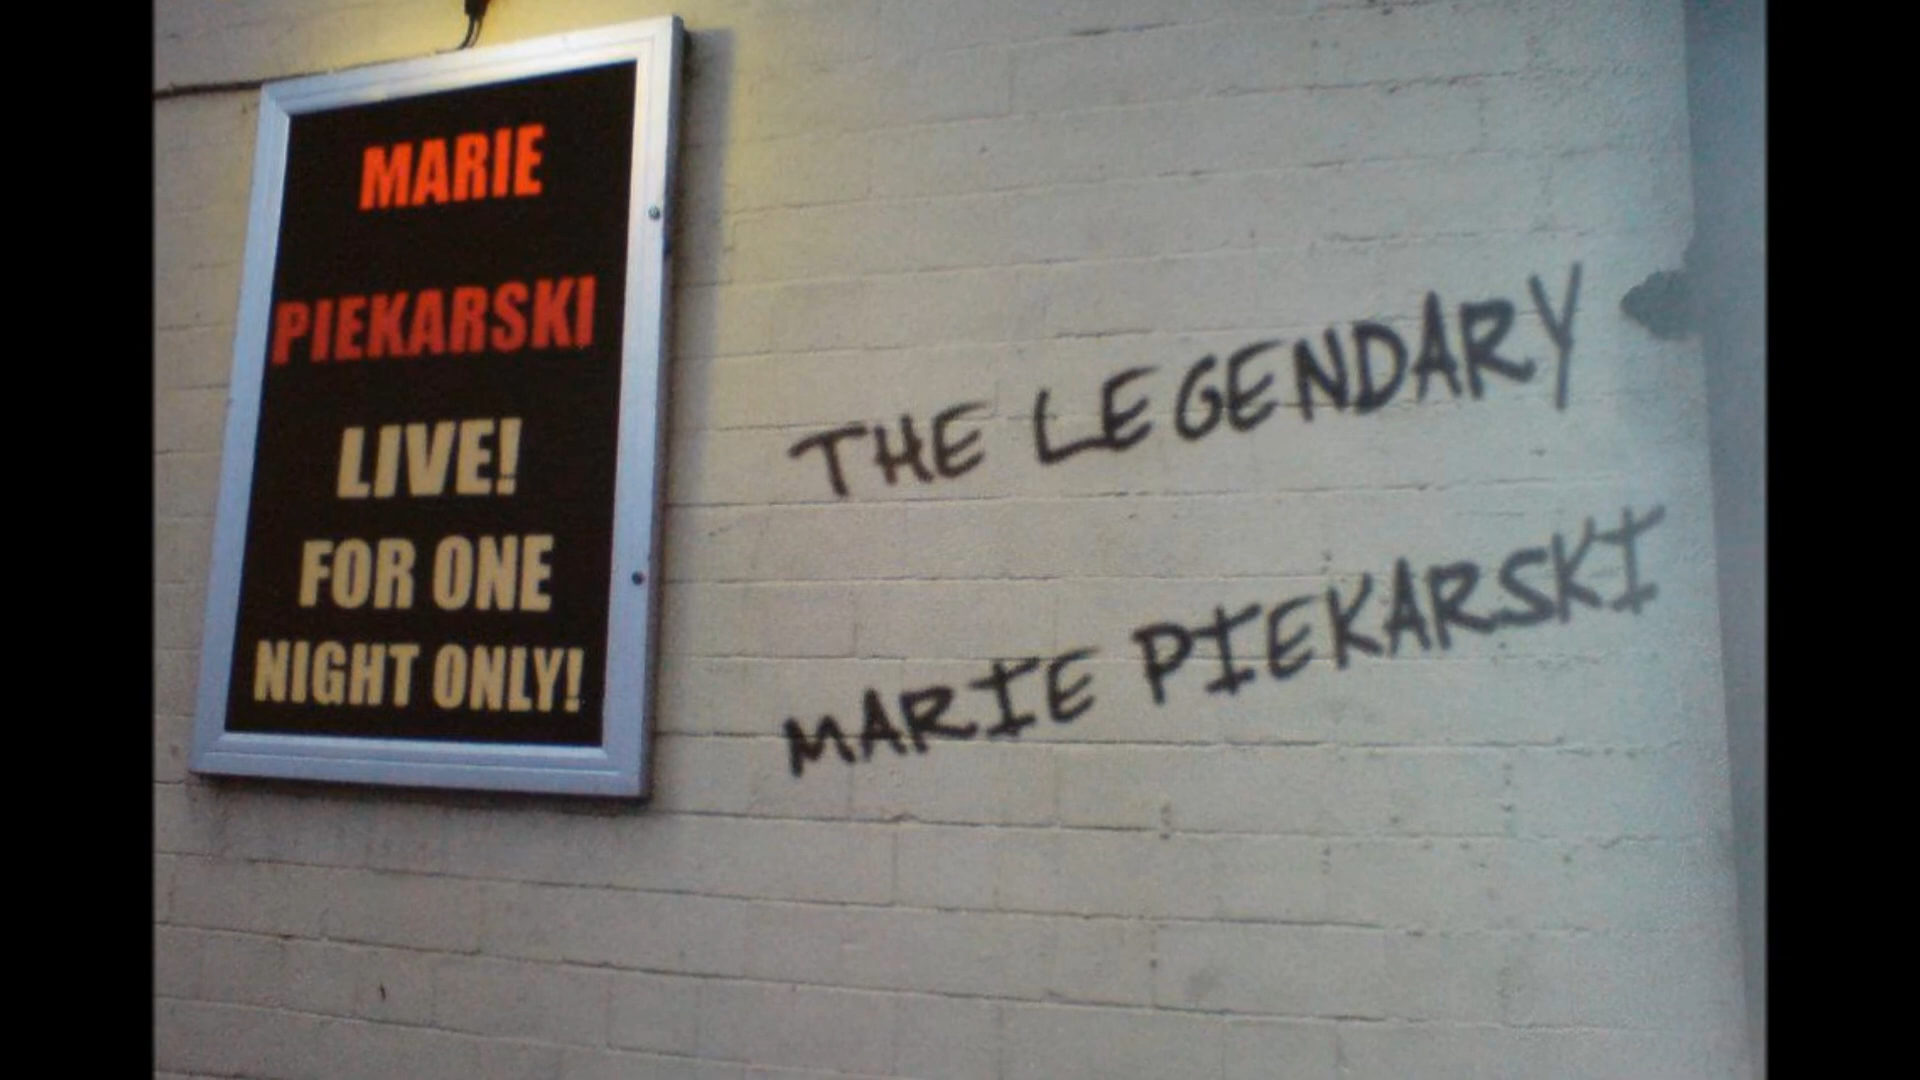 MARIE
PIEKARSKI
LIVE!
FOR ONE
NIGHT ONLY!
THE LEGENDARY
MARIE PIEKARSKI